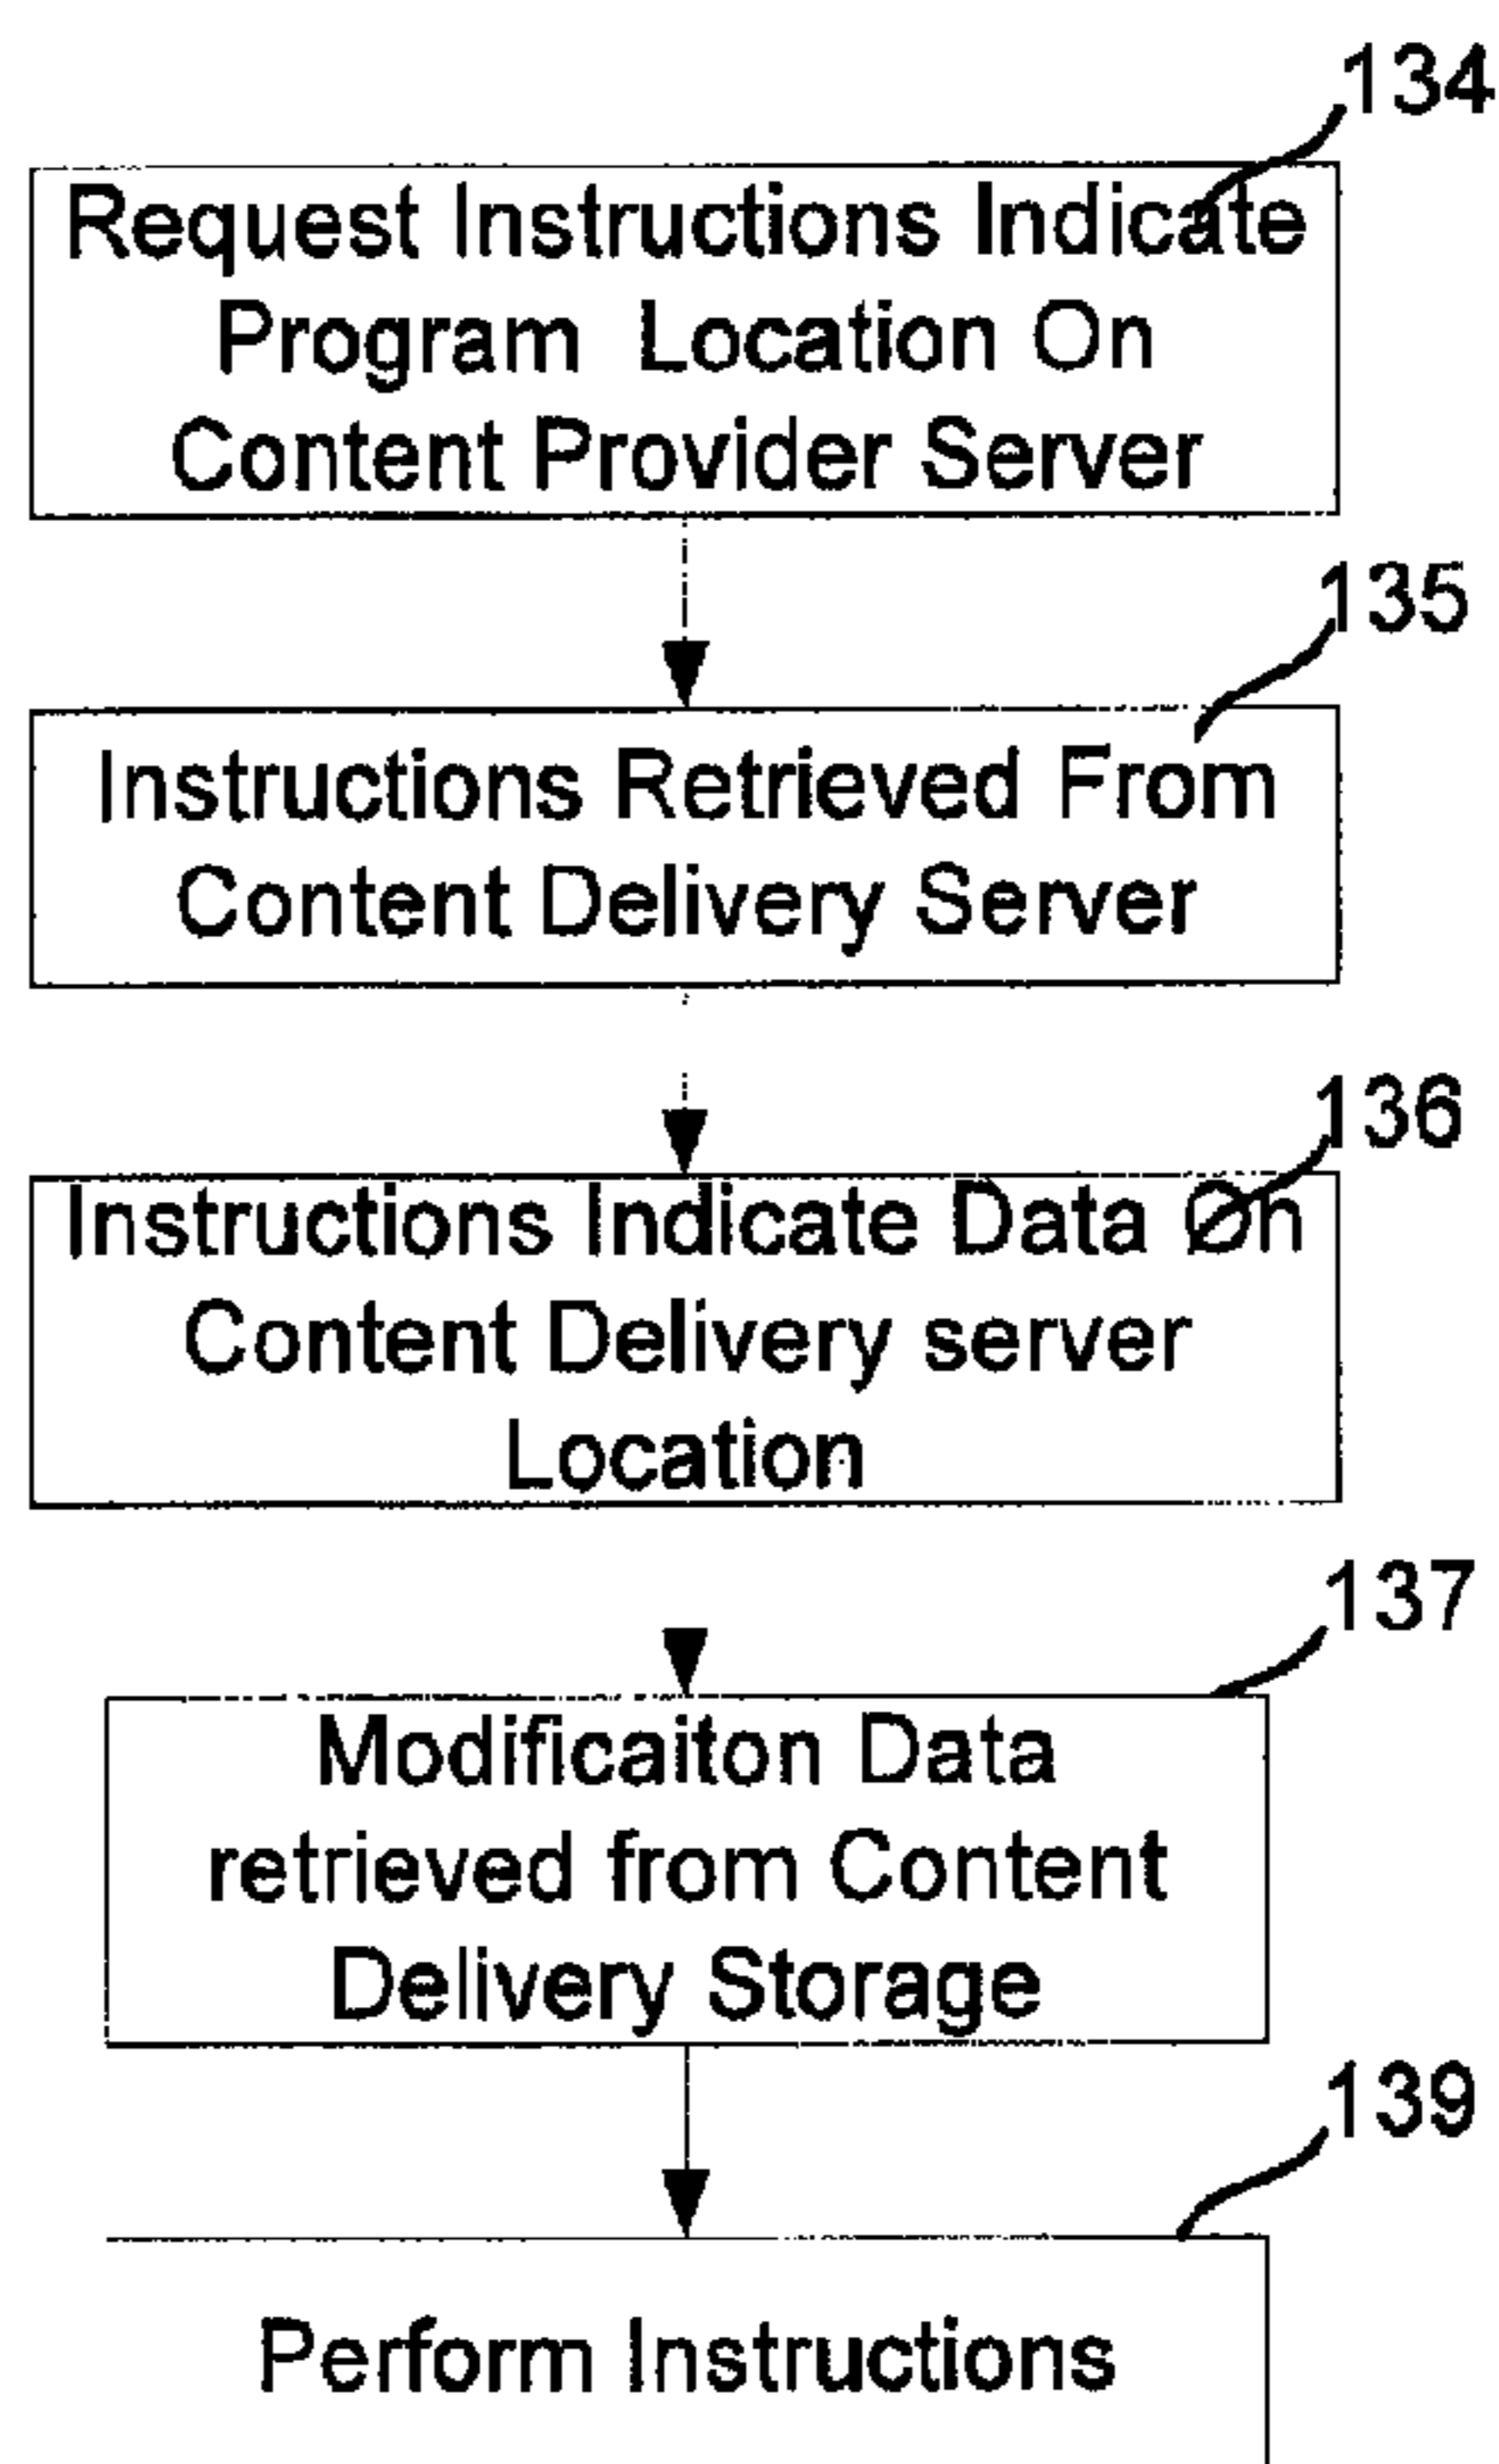 134
Request Instructions Indicate
Program Location On
Content Provider Server
135
Instructions Retrieved From
Content Delivery Server
136
Instructions Indicate Data On
Content Delivery server
Location
137
Modificaiton Data
retrieved from Content
Delivery Storage
139
Perform Instructions